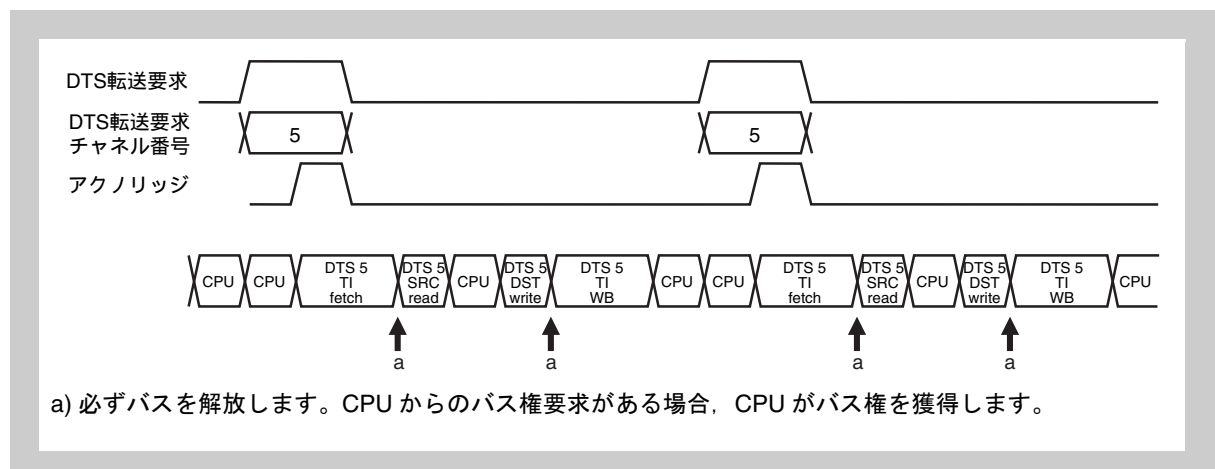 DTS転送要求
DTS転送要求
チャネル番号
5
5
アクノリッジ
CPU
CPU
DTS 5
TI
fetch
DTS 5
SRC
read
CPU
DTS 5
DST
write
DTS 5
TI
WB
CPU
CPU
DTS 5
TI
fetch
DTS 5
SRC
read
CPU
DTS 5
DST
write
DTS 5
TI
WB
CPU
a
a
a
a
a) 必ずバスを解放します。CPU からのバス権要求がある場合，CPU がバス権を獲得します。